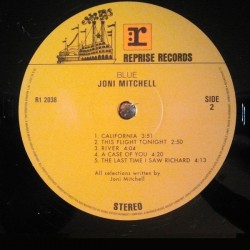 r
REPRISE RECORDS
BLUE
JONI MITCHELL
R1 2038
SIDE
2
1. CALIFORNIA 3:51
2. THIS FLIGHT TONIGHT 2:50
3. RIVER 4:04
4. A CASE OF YOU 4:20
5. THE LAST TIME I SAW RICHARD 4:13
All selections written by
Joni Mitchell
STEREO